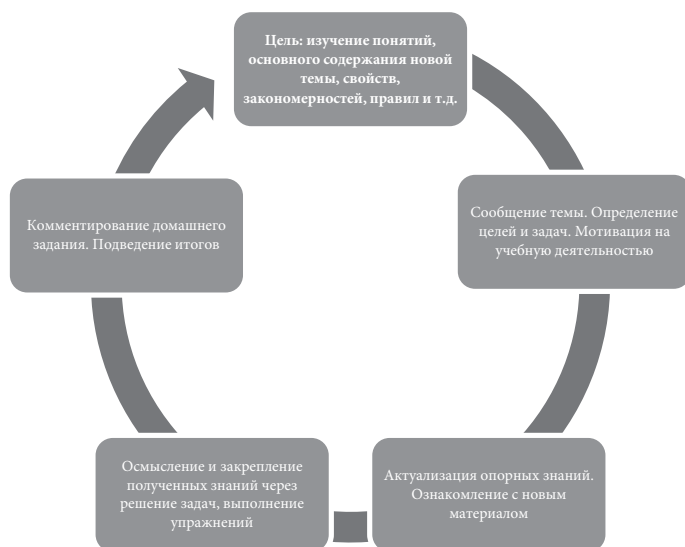 Цель: изучение понятий,
основного содержания новой
темы, свойств,
закономерностей, правил и т.д.
Сообщение темы. Определение
целей и задач. Мотивация на
учебную деятельностью
Актуализация опорных знаний.
Ознакомление с новым
материалом
Осмысление и закрепление
полученных знаний через
решение задач, выполнение
упражнений
Комментирование домашнего
задания. Подведение итогов